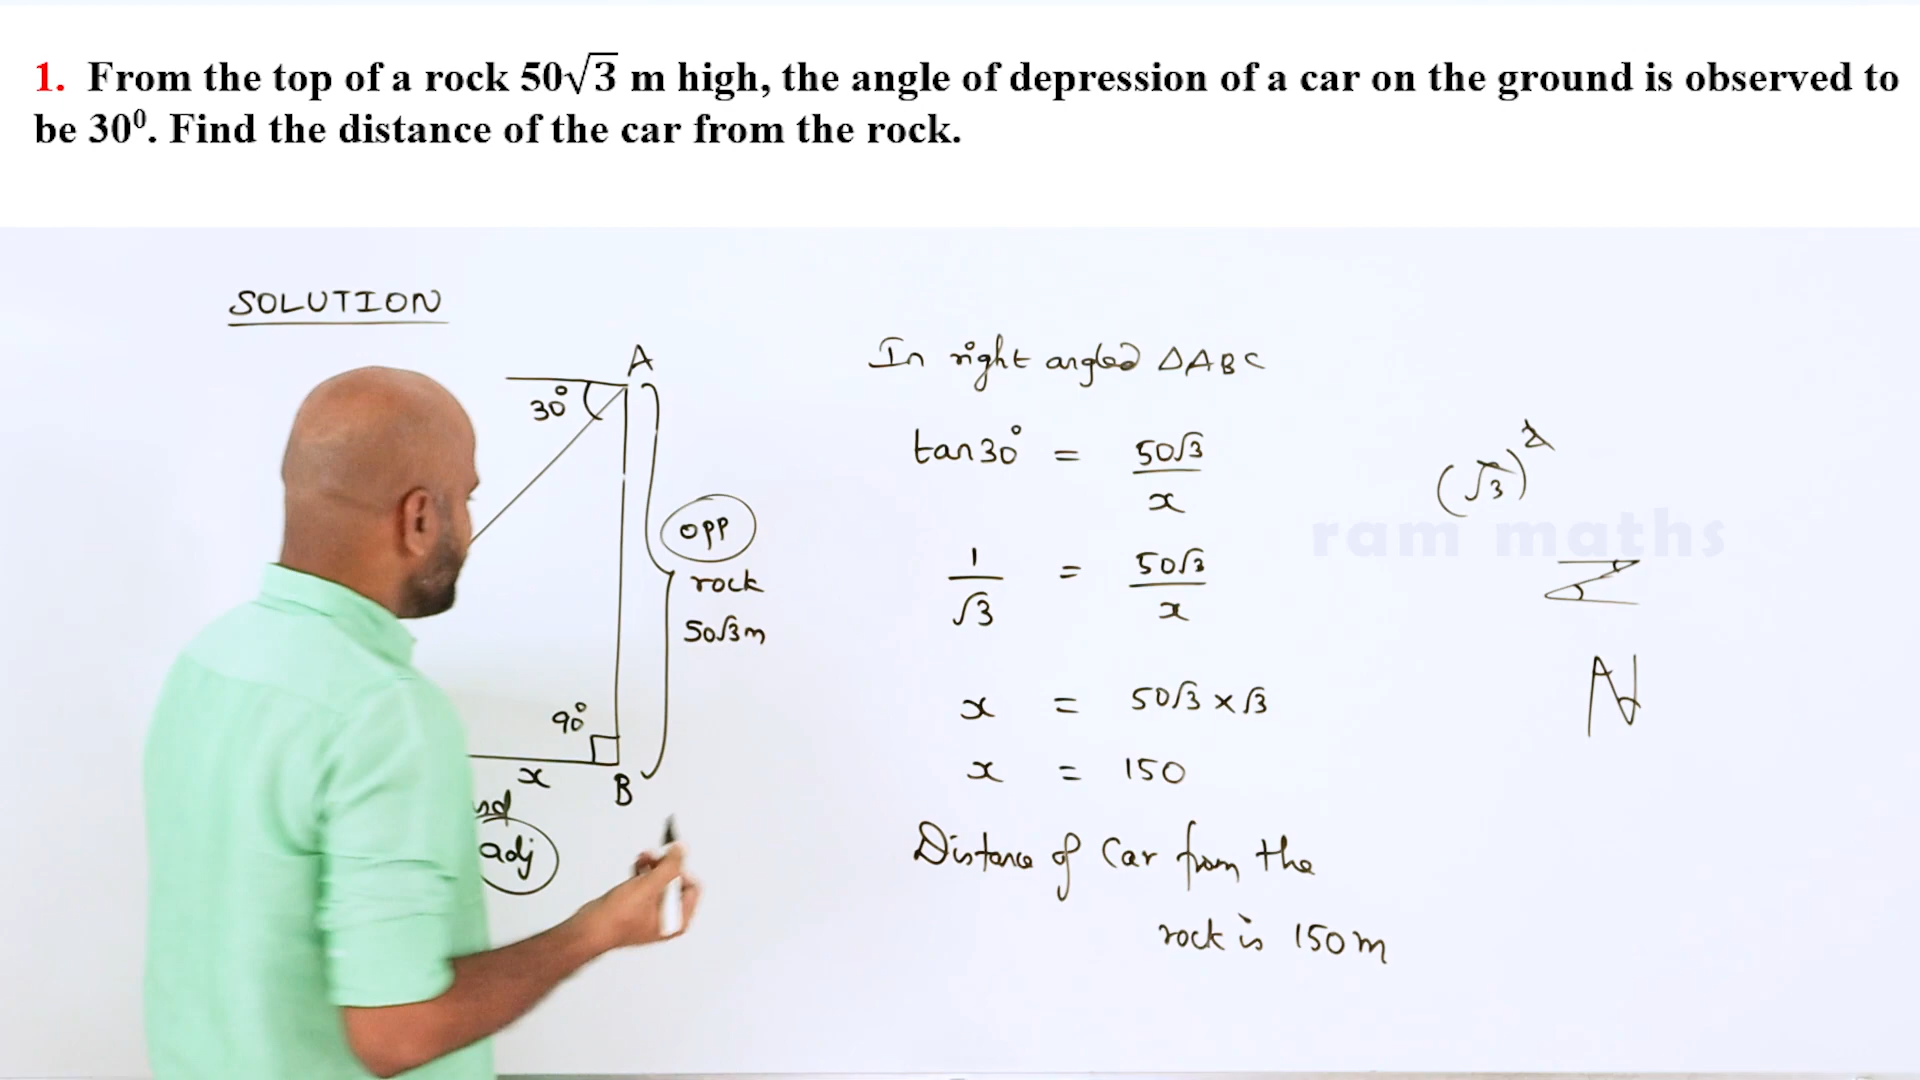 1. From the top of a rock 50√3 m high, the angle of depression of a car on the ground is observed to
be 30⁰. Find the distance of the car from the rock.
SOLUTION
A
30°
opp
rock
50√3m
90°
x
B
adj
In right angled △ABC
tan30° = 50√3/x
1/√3 = 50√3/x
x = 50√3 × √3
x = 150
Distance of Car from the
rock is 150m
(√3)²
ram maths
Z
N